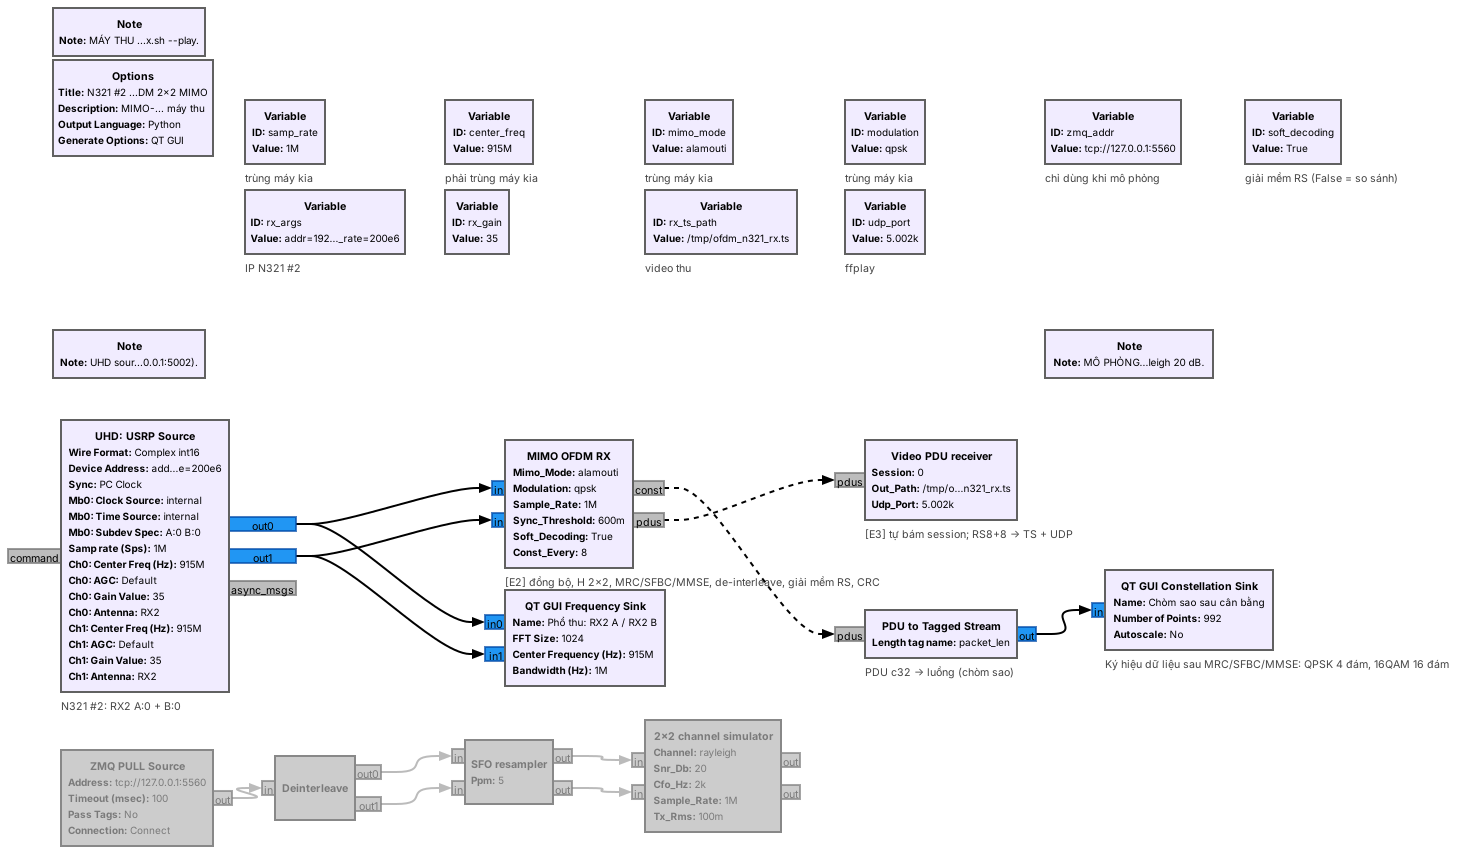 Note
Note: MÁY THU ...x.sh --play.
Options
Title: N321 #2 ...DM 2×2 MIMO
Description: MIMO-... máy thu
Output Language: Python
Generate Options: QT GUI
Variable
ID: samp_rate
Value: 1M
trùng máy kia
Variable
ID: center_freq
Value: 915M
phải trùng máy kia
Variable
ID: mimo_mode
Value: alamouti
trùng máy kia
Variable
ID: modulation
Value: qpsk
trùng máy kia
Variable
ID: zmq_addr
Value: tcp://127.0.0.1:5560
chỉ dùng khi mô phỏng
Variable
ID: soft_decoding
Value: True
giải mềm RS (False = so sánh)
Variable
ID: rx_args
Value: addr=192..._rate=200e6
IP N321 #2
Variable
ID: rx_gain
Value: 35
Variable
ID: rx_ts_path
Value: /tmp/ofdm_n321_rx.ts
video thu
Variable
ID: udp_port
Value: 5.002k
ffplay
Note
Note: UHD sour...0.0.1:5002).
Note
Note: MÔ PHỎNG...leigh 20 dB.
UHD: USRP Source
Wire Format: Complex int16
Device Address: add...e=200e6
Sync: PC Clock
Mb0: Clock Source: internal
Mb0: Time Source: internal
Mb0: Subdev Spec: A:0 B:0
Samp rate (Sps): 1M
Ch0: Center Freq (Hz): 915M
Ch0: AGC: Default
Ch0: Gain Value: 35
Ch0: Antenna: RX2
Ch1: Center Freq (Hz): 915M
Ch1: AGC: Default
Ch1: Gain Value: 35
Ch1: Antenna: RX2
command
out0
out1
async_msgs
N321 #2: RX2 A:0 + B:0
MIMO OFDM RX
Mimo_Mode: alamouti
Modulation: qpsk
Sample_Rate: 1M
Sync_Threshold: 600m
Soft_Decoding: True
Const_Every: 8
in
in
const
pdus
[E2] đồng bộ, H 2×2, MRC/SFBC/MMSE, de-interleave, giải mềm RS, CRC
QT GUI Frequency Sink
Name: Phổ thu: RX2 A / RX2 B
FFT Size: 1024
Center Frequency (Hz): 915M
Bandwidth (Hz): 1M
in0
in1
Video PDU receiver
Session: 0
Out_Path: /tmp/o...n321_rx.ts
Udp_Port: 5.002k
pdus
[E3] tự bám session; RS8+8 → TS + UDP
PDU to Tagged Stream
Length tag name: packet_len
pdus
out
PDU c32 → luồng (chòm sao)
QT GUI Constellation Sink
Name: Chòm sao sau cân bằng
Number of Points: 992
Autoscale: No
in
Ký hiệu dữ liệu sau MRC/SFBC/MMSE: QPSK 4 đám, 16QAM 16 đám
ZMQ PULL Source
Address: tcp://127.0.0.1:5560
Timeout (msec): 100
Pass Tags: No
Connection: Connect
out
Deinterleave
in
out0
out1
SFO resampler
Ppm: 5
in
in
out
out
2×2 channel simulator
Channel: rayleigh
Snr_Db: 20
Cfo_Hz: 2k
Sample_Rate: 1M
Tx_Rms: 100m
in
in
out
out